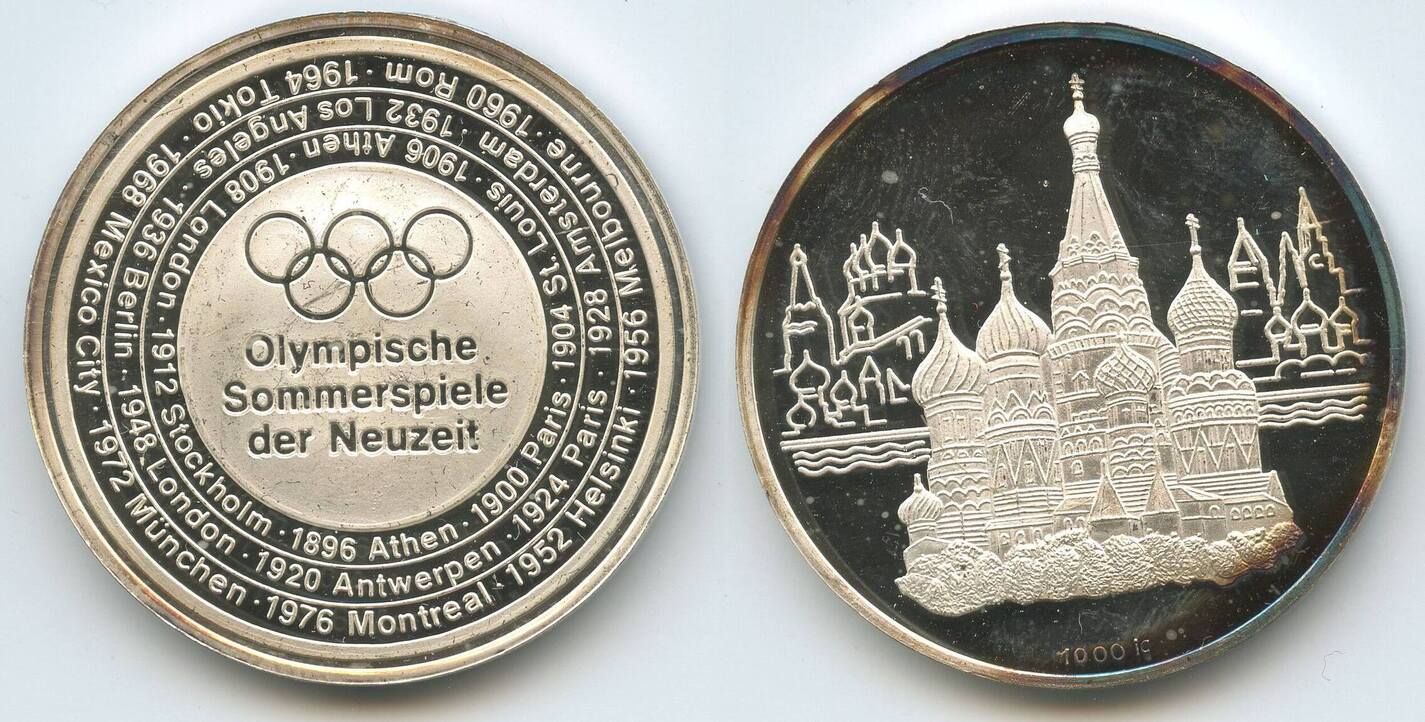 Olympische
Sommerspiele
der Neuzeit
1896 Athen · 1900 Paris · 1904 St. Louis · 1906 Athen · 1908 London · 1912 Stockholm ·
1920 Antwerpen · 1924 Paris · 1928 Amsterdam · 1932 Los Angeles · 1936 Berlin · 1948 London ·
1952 Helsinki · 1956 Melbourne · 1960 Rom · 1964 Tokio · 1968 Mexico City · 1972 München · 1976 Montreal ·
1000